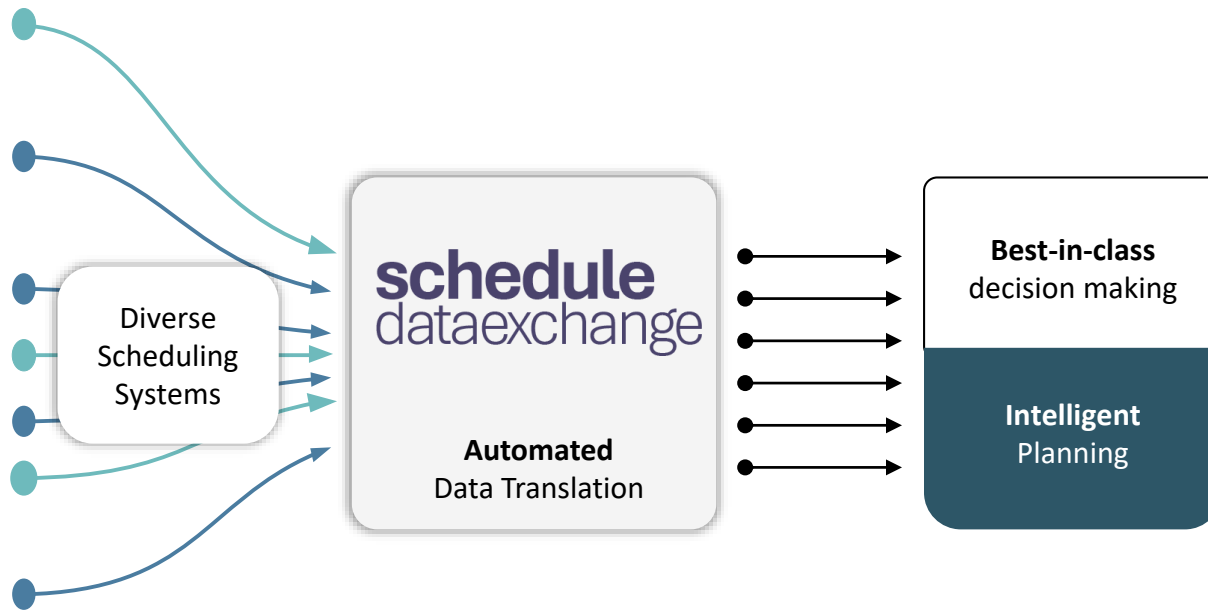 Diverse
Scheduling
Systems
schedule
dataexchange
Automated
Data Translation
Best-in-class
decision making
Intelligent
Planning